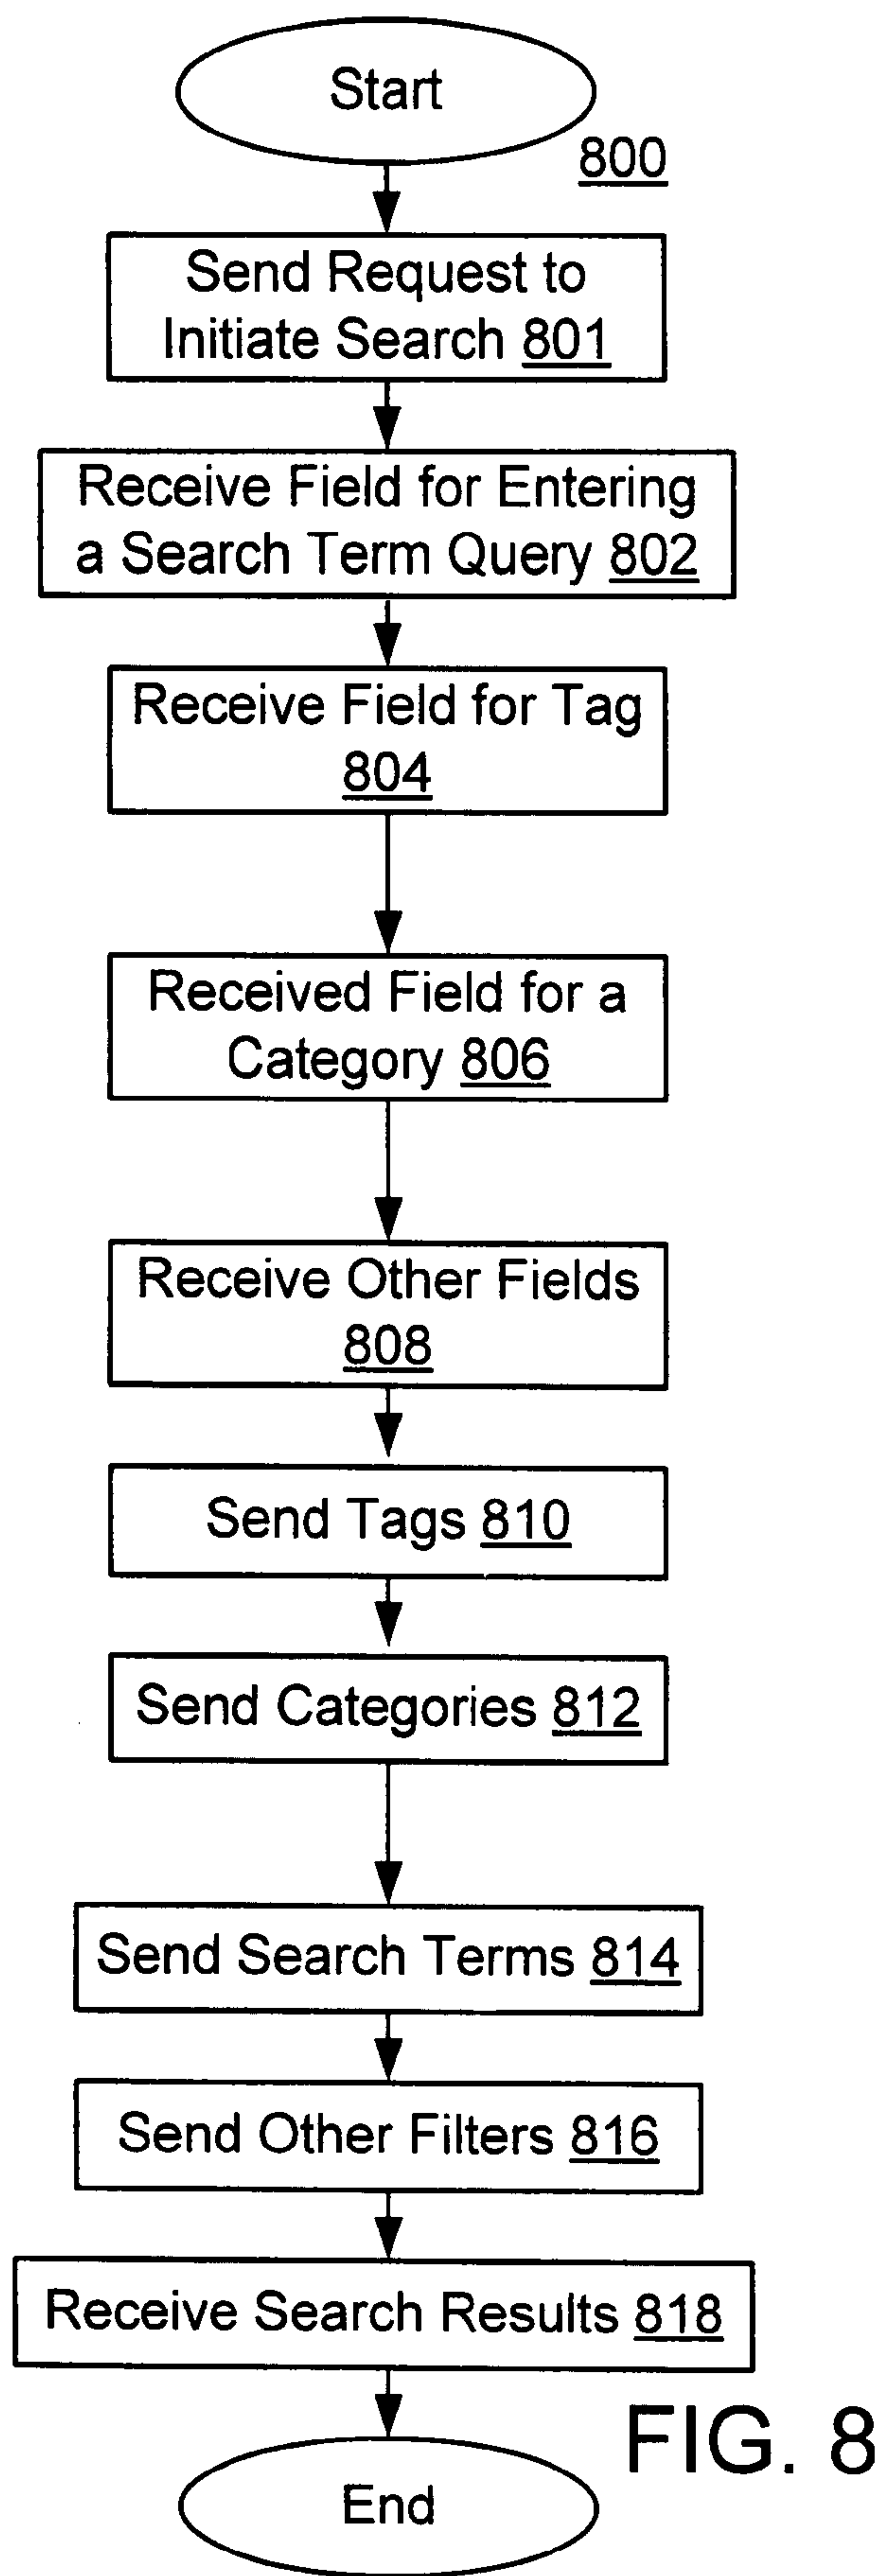 Start
800
Send Request to
Initiate Search 801
Receive Field for Entering
a Search Term Query 802
Receive Field for Tag
804
Received Field for a
Category 806
Receive Other Fields
808
Send Tags 810
Send Categories 812
Send Search Terms 814
Send Other Filters 816
Receive Search Results 818
FIG. 8
End